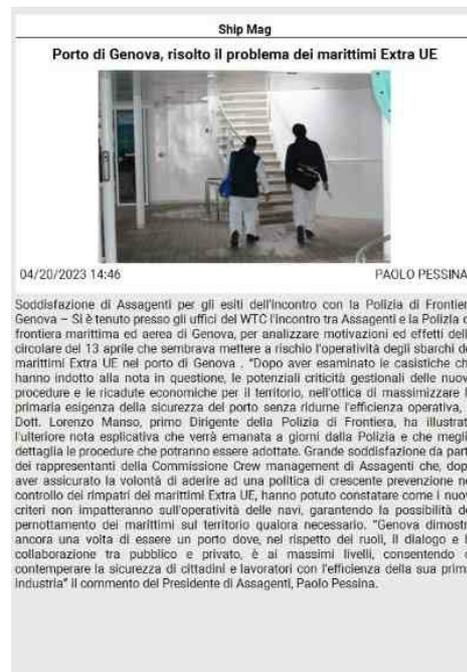 Ship Mag
Porto di Genova, risolto il problema dei marittimi Extra UE
04/20/2023 14:46 PAOLO PESSINA
Soddisfazione di Assagenti per gli esiti dell'incontro con la Polizia di Frontier
Genova – Si è tenuto presso gli uffici del WTC l'incontro tra Assagenti e la Polizia d
frontiera marittima ed aerea di Genova, per analizzare motivazioni ed effetti dell
circolare del 13 aprile che sembrava mettere a rischio l'operatività degli sbarchi de
marittimi Extra UE nel porto di Genova . "Dopo aver esaminato le casistiche ch
hanno indotto alla nota in questione, le potenziali criticità gestionali delle nuov
procedure e le ricadute economiche per il territorio, nell'ottica di massimizzare l
primaria esigenza della sicurezza del porto senza ridurne l'efficienza operativa,
Dott. Lorenzo Manso, primo Dirigente della Polizia di Frontiera, ha illustrat
l'ulteriore nota esplicativa che verrà emanata a giorni dalla Polizia e che megli
dettaglia le procedure che potranno essere adottate. Grande soddisfazione da part
dei rappresentanti della Commissione Crew management di Assagenti che, dop
aver assicurato la volontà di aderire ad una politica di crescente prevenzione ne
controllo dei rimpatri dei marittimi Extra UE, hanno potuto constatare come i nuov
criteri non impatteranno sull'operatività delle navi, garantendo la possibilità de
pernottamento dei marittimi sul territorio qualora necessario. "Genova dimostr
ancora una volta di essere un porto dove, nel rispetto dei ruoli, il dialogo e l
collaborazione tra pubblico e privato, è ai massimi livelli, consentendo d
contemperare la sicurezza di cittadini e lavoratori con l'efficienza della sua prim
industria" il commento del Presidente di Assagenti, Paolo Pessina.